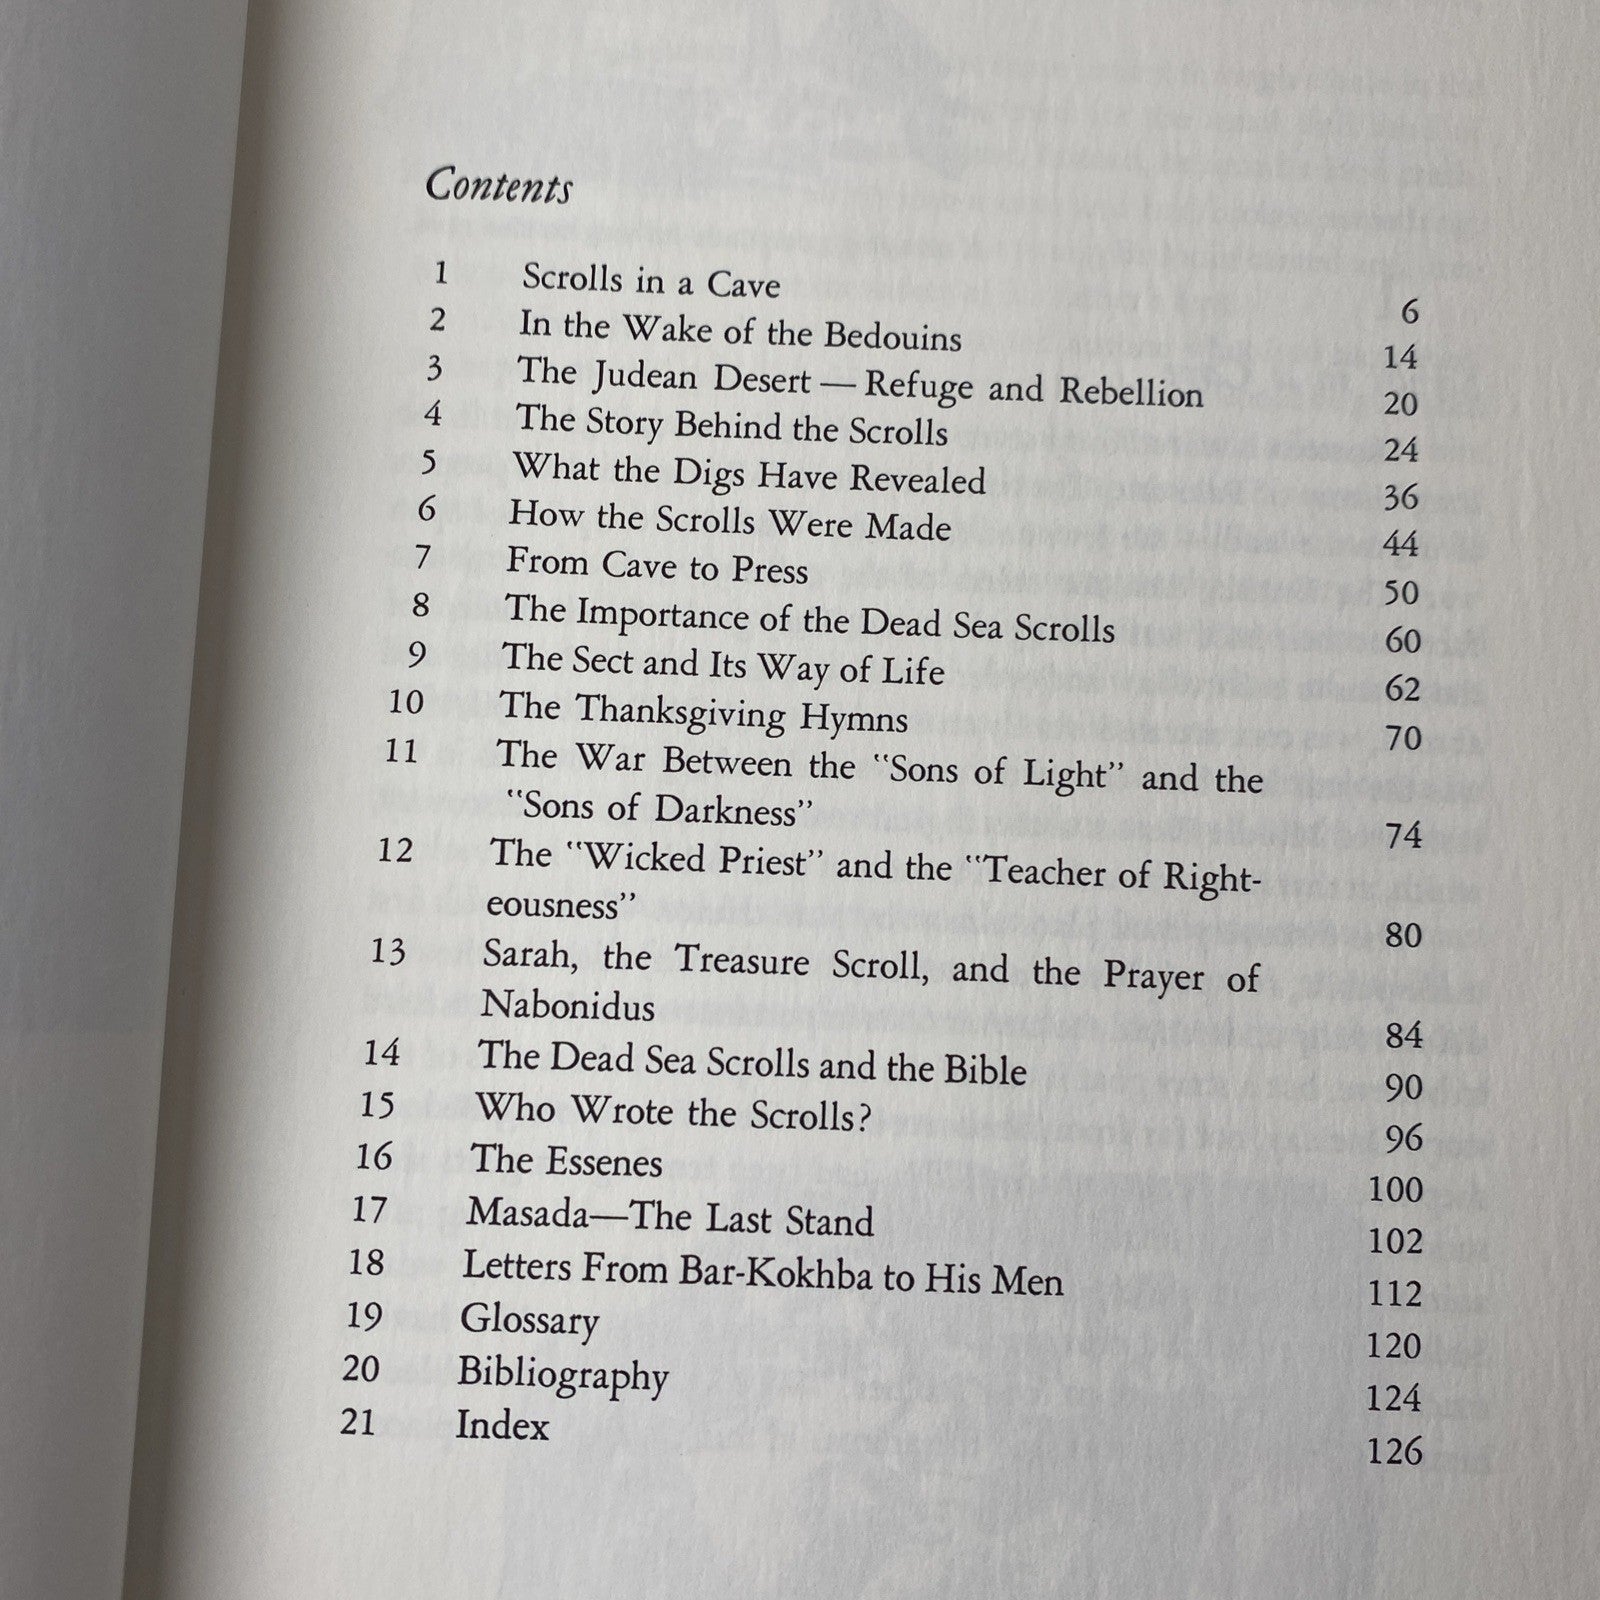 Contents
1 Scrolls in a Cave 6
2 In the Wake of the Bedouins 14
3 The Judean Desert — Refuge and Rebellion 20
4 The Story Behind the Scrolls 24
5 What the Digs Have Revealed 36
6 How the Scrolls Were Made 44
7 From Cave to Press 50
8 The Importance of the Dead Sea Scrolls 60
9 The Sect and Its Way of Life 62
10 The Thanksgiving Hymns 70
11 The War Between the "Sons of Light" and the
"Sons of Darkness" 74
12 The "Wicked Priest" and the "Teacher of Right-
eousness" 80
13 Sarah, the Treasure Scroll, and the Prayer of
Nabonidus 84
14 The Dead Sea Scrolls and the Bible 90
15 Who Wrote the Scrolls? 96
16 The Essenes 100
17 Masada—The Last Stand 102
18 Letters From Bar-Kokhba to His Men 112
19 Glossary 120
20 Bibliography 124
21 Index 126